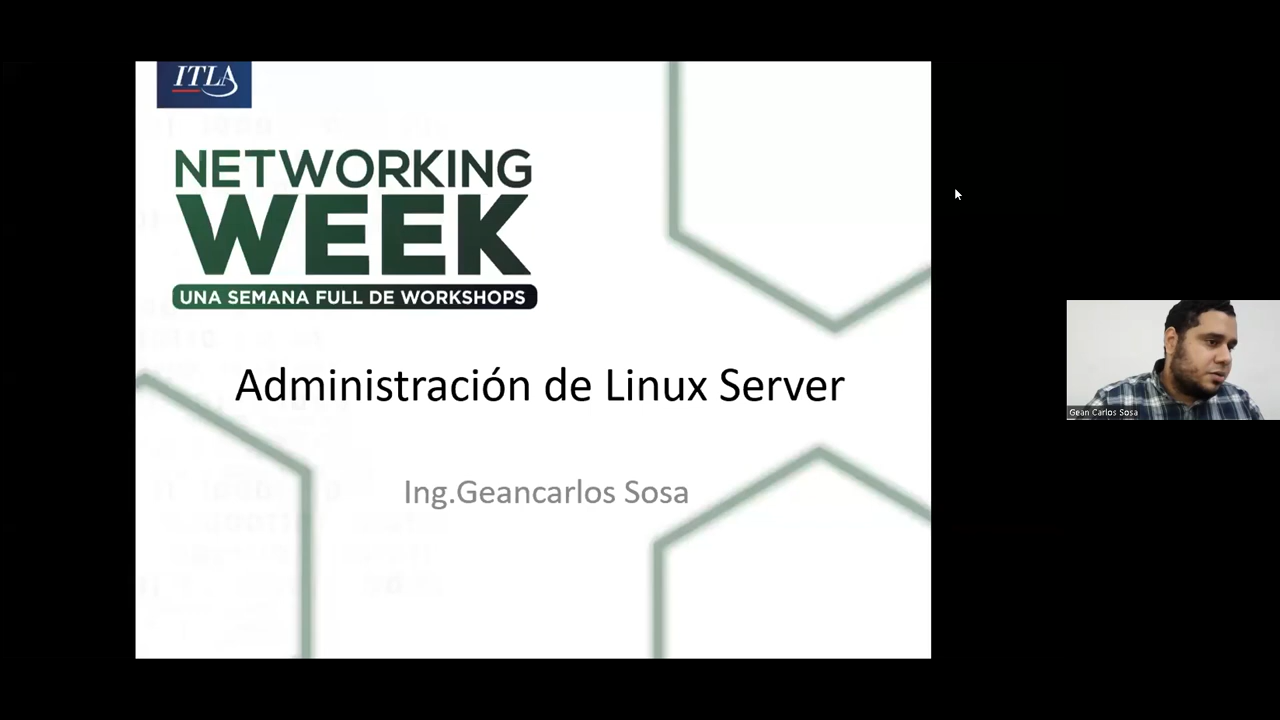 ITLA
NETWORKING
WEEK
UNA SEMANA FULL DE WORKSHOPS
Administración de Linux Server
Ing.Geancarlos Sosa
Gean Carlos Sosa